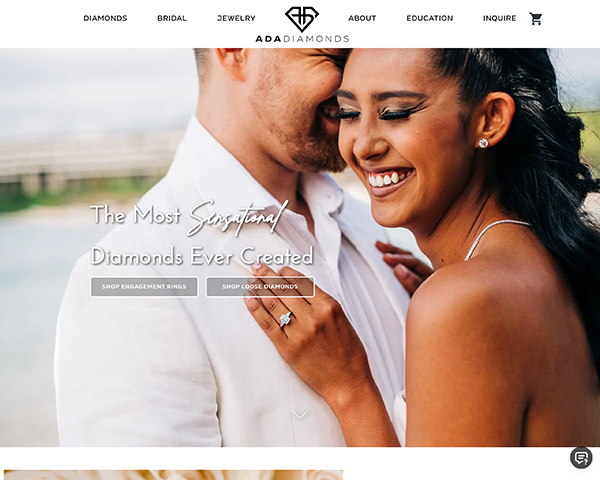 DIAMONDS BRIDAL JEWELRY ABOUT EDUCATION INQUIRE
ADADIAMONDS
The Most Sensational
Diamonds Ever Created
SHOP ENGAGEMENT RINGS SHOP LOOSE DIAMONDS